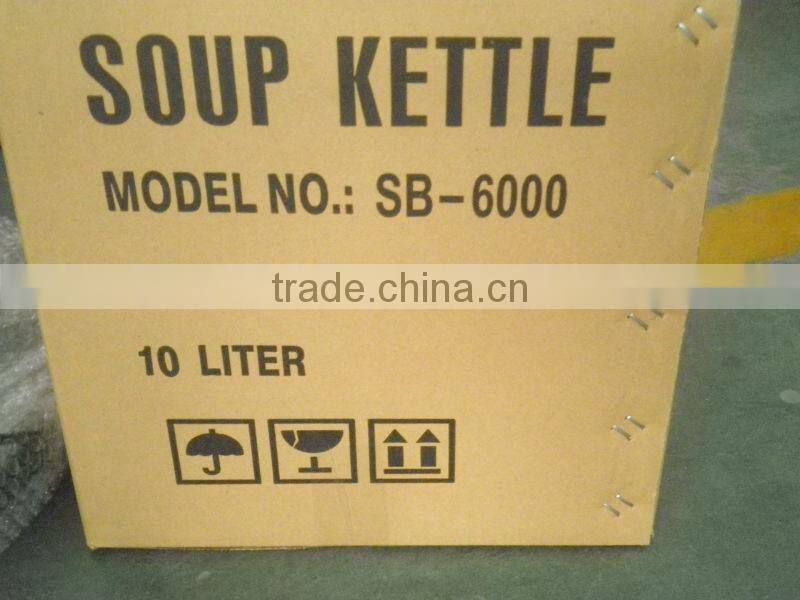 SOUP KETTLE
MODEL NO.: SB-6000
trade.china.cn
10 LITER